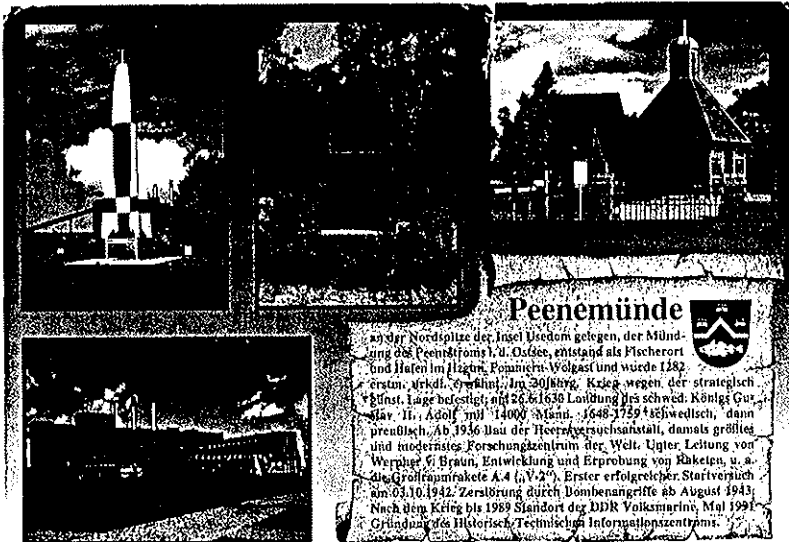 Peenemünde
an der Nordspitze der Insel Usedom gelegen, der Münd-
ung des Peenestroms i. d. Ostsee, entstand als Fischerort
und Hafen im Hzgtm. Pommern-Wolgast und wurde 1282
erstm. urkdl. erwähnt. Im 30jährig. Krieg wegen der strategisch
günst. Lage befestigt; am 26.6.1630 Landung des schwed. Königs Gus-
tav II. Adolf mit 14000 Mann. 1648-1759 schwedisch, dann
preußisch. Ab 1936 Bau der Heeresversuchsanstalt, damals größtes
und modernstes Forschungszentrum der Welt. Unter Leitung von
Wernher v. Braun, Entwicklung und Erprobung von Raketen, u. a.
die Großraumrakete A.4 („V-2“). Erster erfolgreicher Startversuch
am 03.10.1942. Zerstörung durch Bombenangriffe ab August 1943.
Nach dem Krieg bis 1989 Standort der DDR Volksmarine, Mai 1991
Gründung des Historisch-Technischen Informationszentrums.